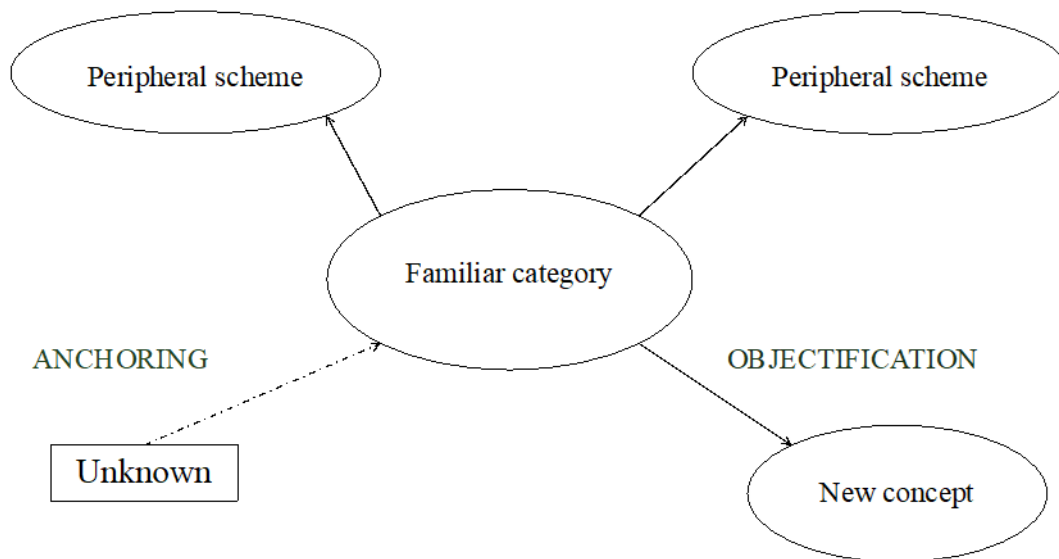 Peripheral scheme
Peripheral scheme
Familiar category
ANCHORING
OBJECTIFICATION
Unknown
New concept